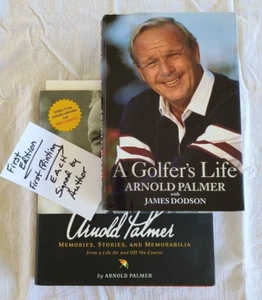 First
Edition
First Printing
EACH
Signed by
Author
A Golfer's Life
ARNOLD PALMER
with
JAMES DODSON
Arnold Palmer
MEMORIES, STORIES, AND MEMORABILIA
from a Life On and Off the Course
by ARNOLD PALMER